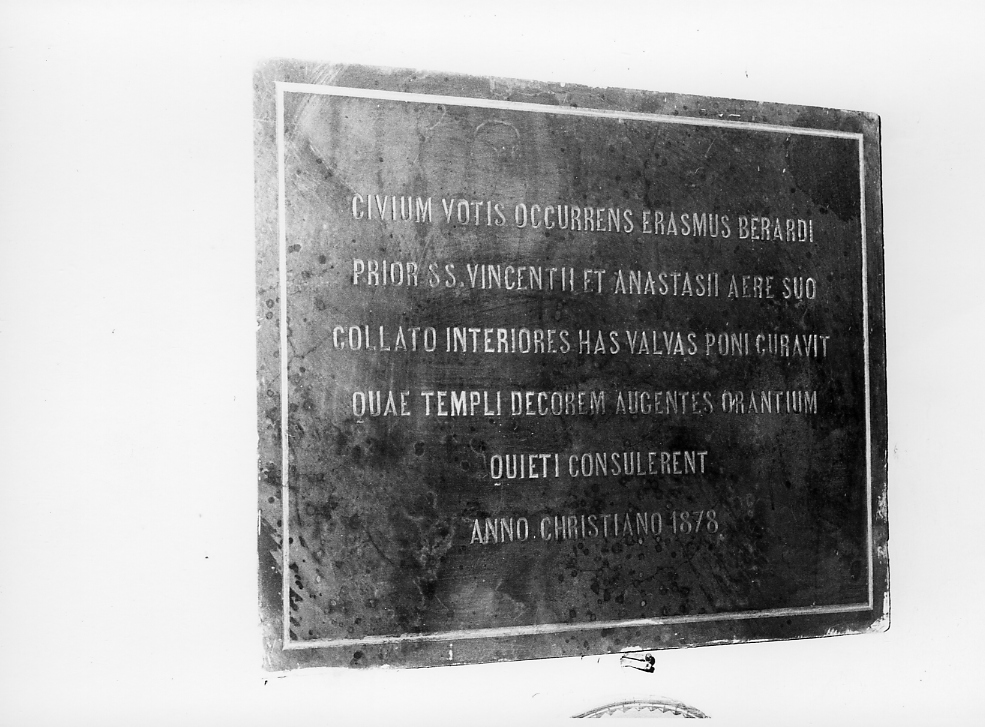 CIVIUM VOTIS OCCURRENS ERASMUS BERARDI
PRIOR S S. VINCENTII ET ANASTASII AERE SUO
COLLATO INTERIORES HAS VALVAS PONI CURAVIT
QUAE TEMPLI DECOREM AUGENTES ORANTIUM
QUIETI CONSULERENT
ANNO CHRISTIANO 1878